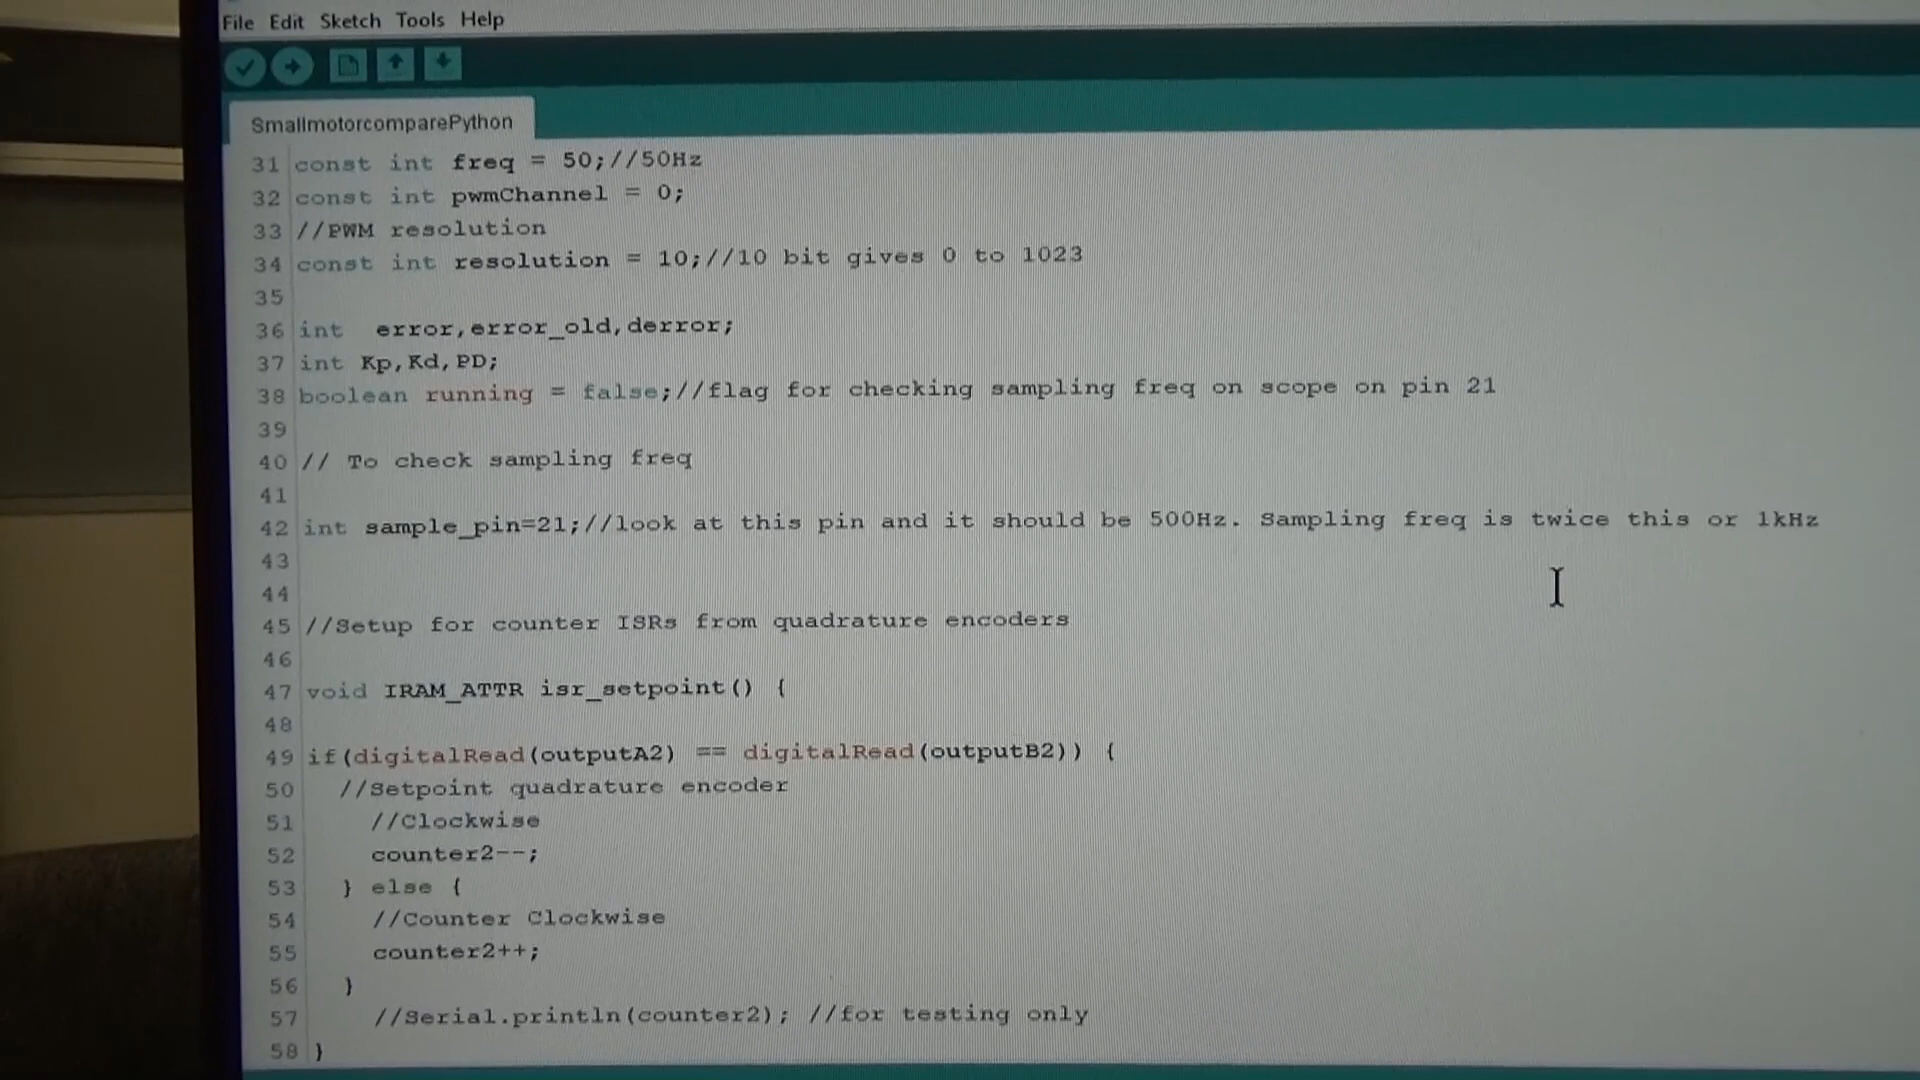 File Edit Sketch Tools Help
SmallmotorcomparePython
31 const int freq = 50;//50Hz
32 const int pwmChannel = 0;
33 //PWM resolution
34 const int resolution = 10;//10 bit gives 0 to 1023
35
36 int  error,error_old,derror;
37 int Kp,Kd,PD;
38 boolean running = false;//flag for checking sampling freq on scope on pin 21
39
40 // To check sampling freq
41
42 int sample_pin=21;//look at this pin and it should be 500Hz. Sampling freq is twice this or 1kHz
43
44
45 //Setup for counter ISRs from quadrature encoders
46
47 void IRAM_ATTR isr_setpoint() {
48
49 if(digitalRead(outputA2) == digitalRead(outputB2)) {
50   //Setpoint quadrature encoder
51     //Clockwise
52     counter2--;
53   } else {
54     //Counter Clockwise
55     counter2++;
56   }
57     //Serial.println(counter2); //for testing only
58 }